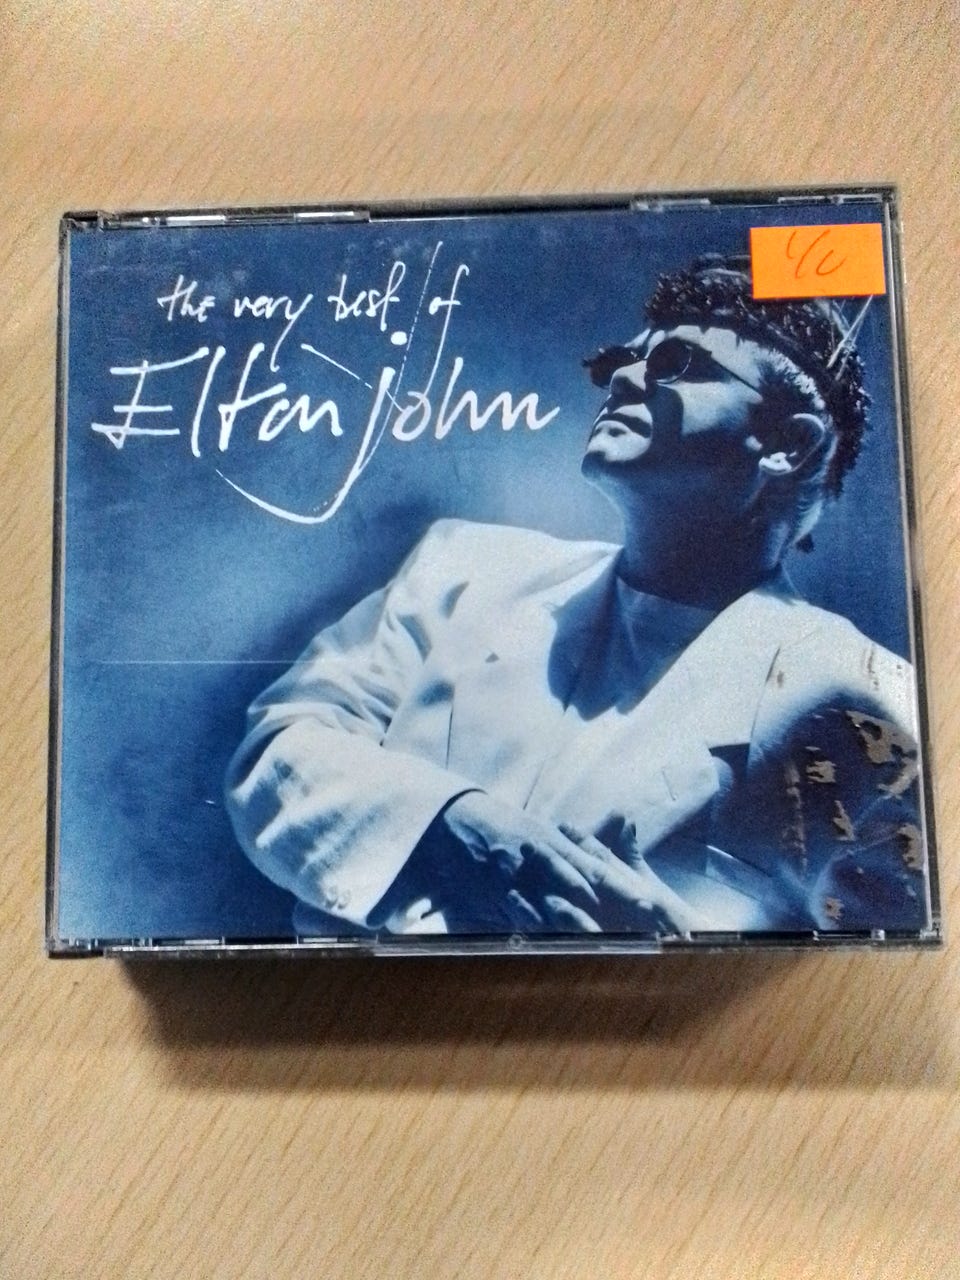 the very best of
Elton john